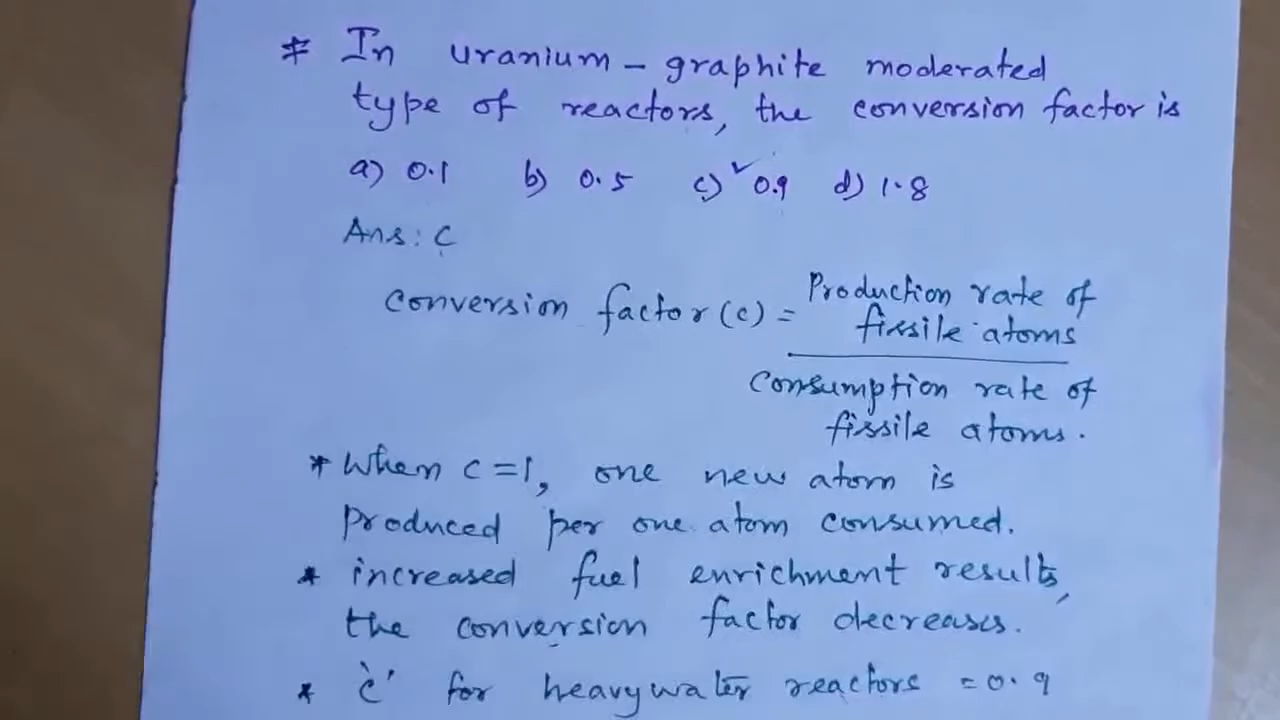 * In uranium - graphite moderated
type of reactors, the conversion factor is
a) 0.1 b) 0.5 c) ✓ 0.9 d) 1.8
Ans: C
conversion factor (c) = Production rate of
fissile atoms
Consumption rate of
fissile atoms.
* When c = 1, one new atom is
produced per one atom consumed.
* increased fuel enrichment results,
the conversion factor decreases.
* 'c' for heavy water reactors = 0.9